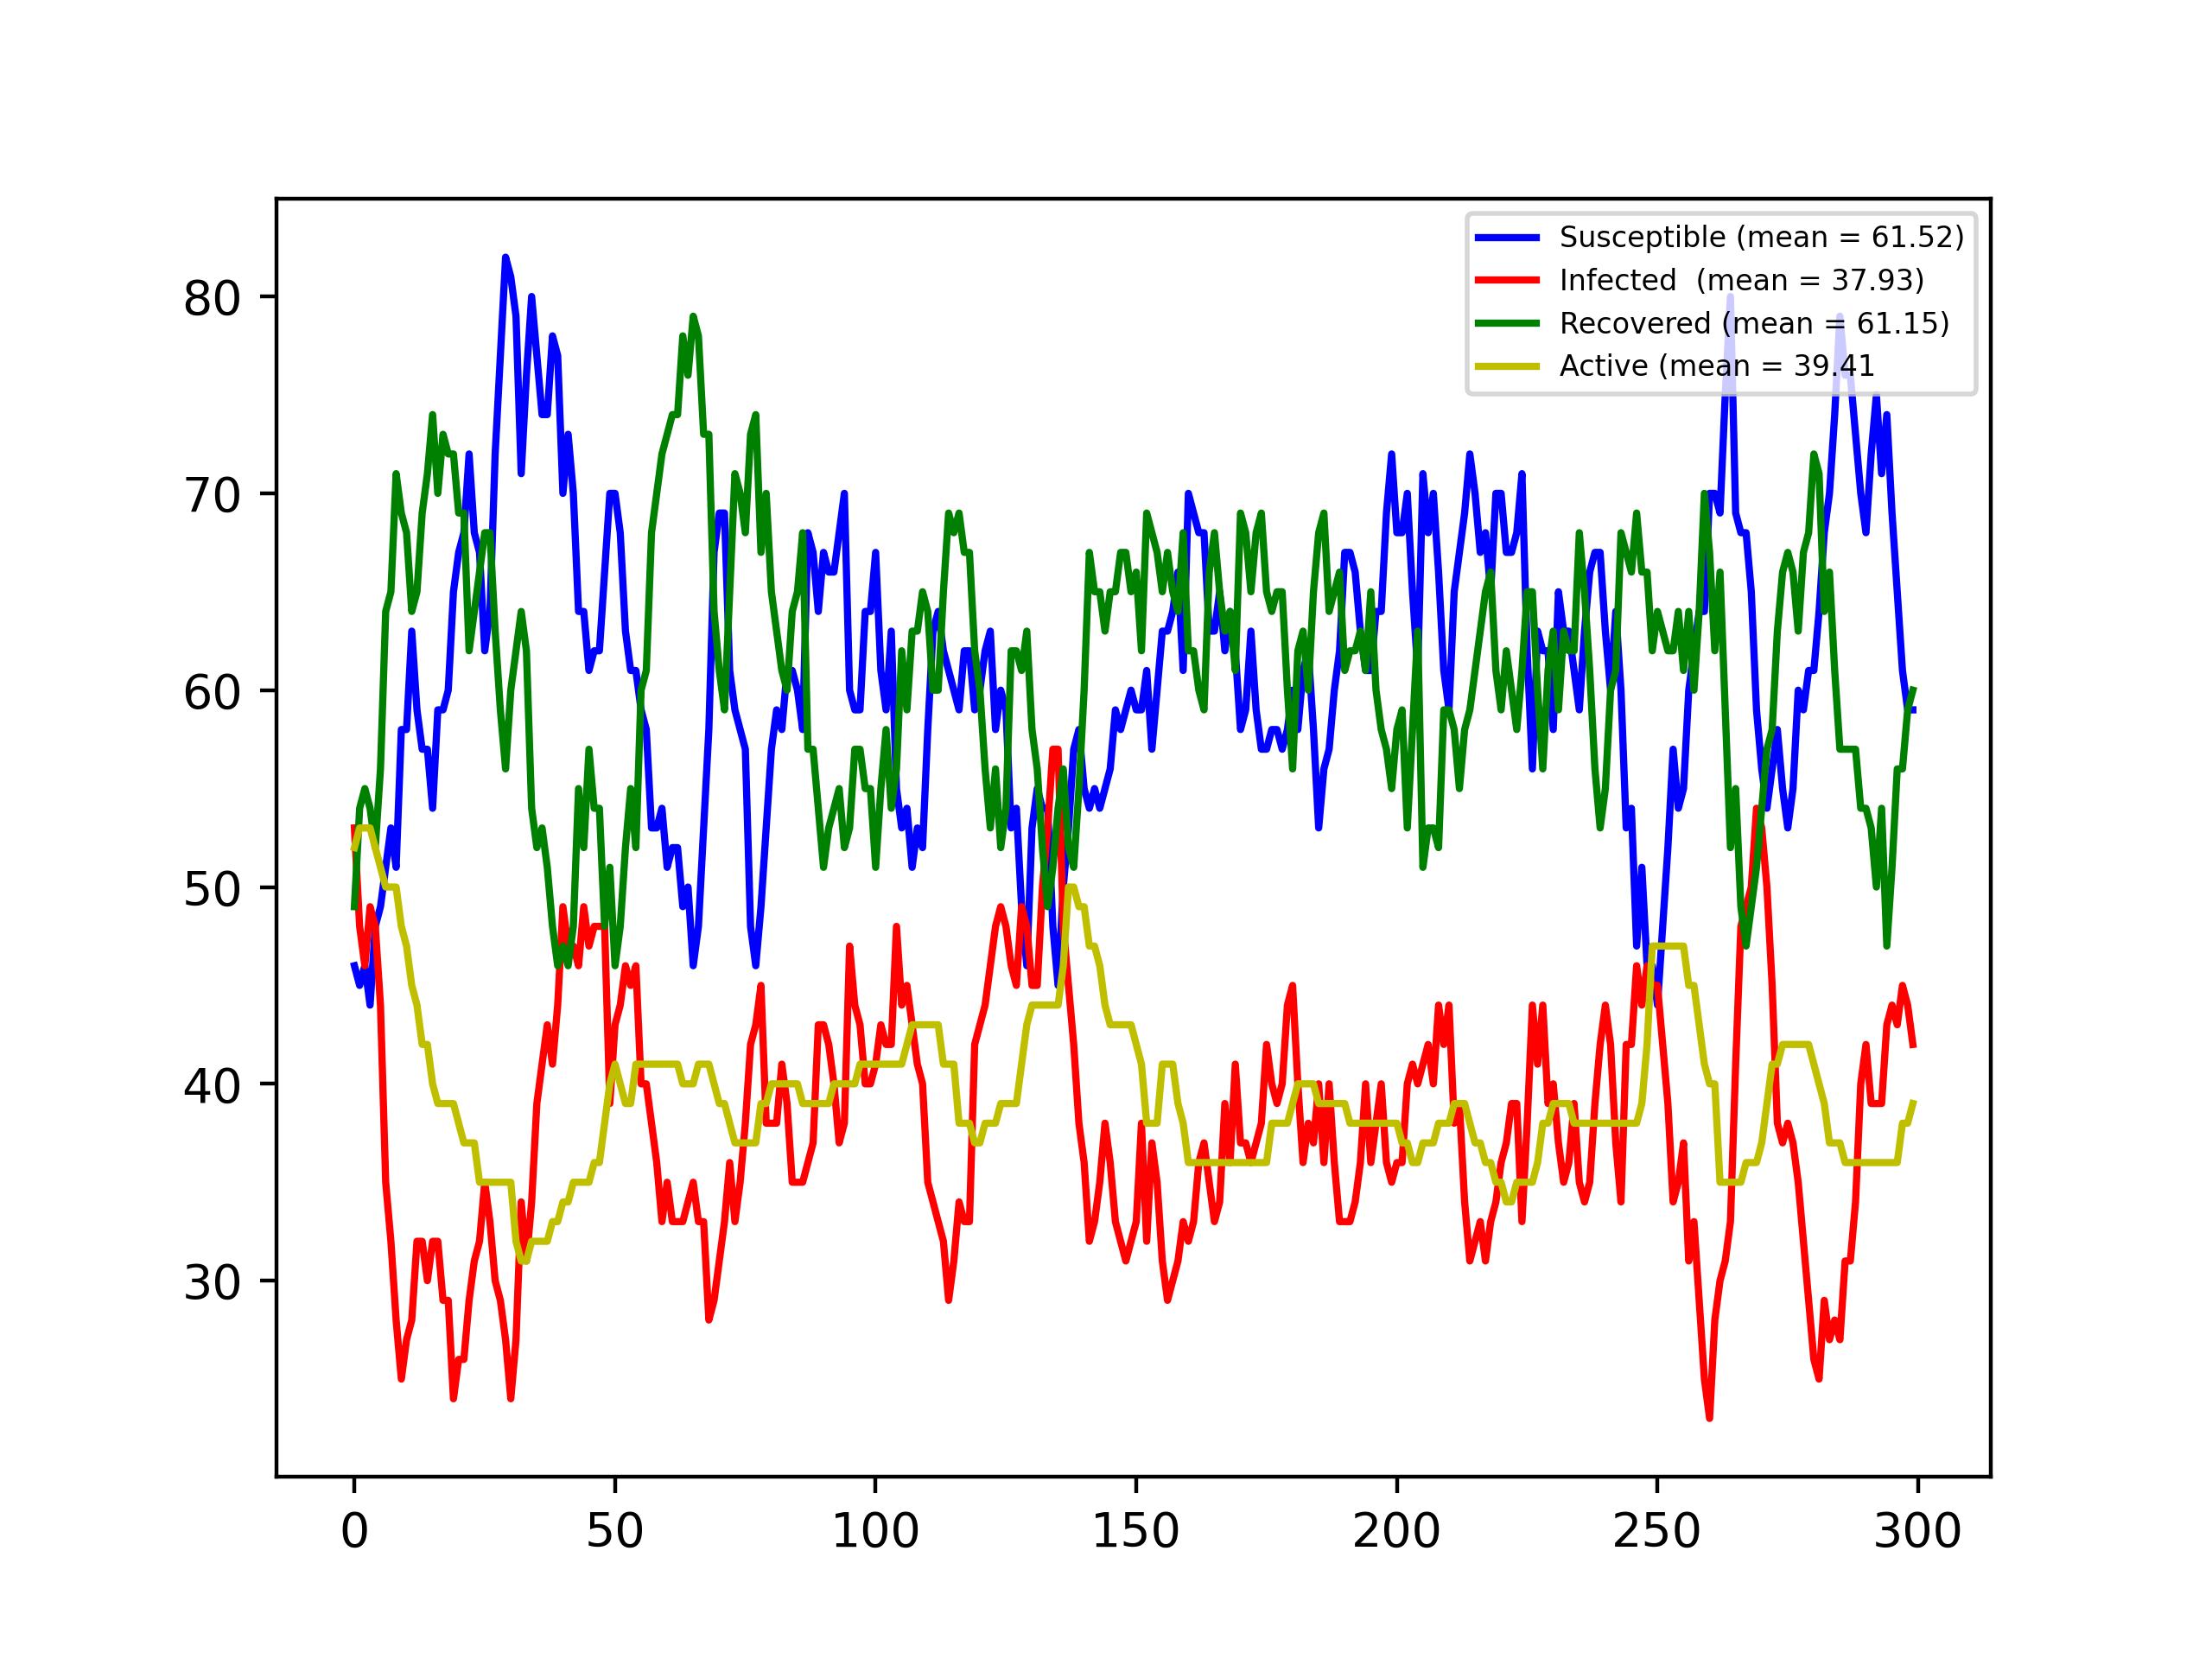 Susceptible (mean = 61.52)
Infected  (mean = 37.93)
Recovered (mean = 61.15)
Active (mean = 39.41
80
70
60
50
40
30
0 50 100 150 200 250 300